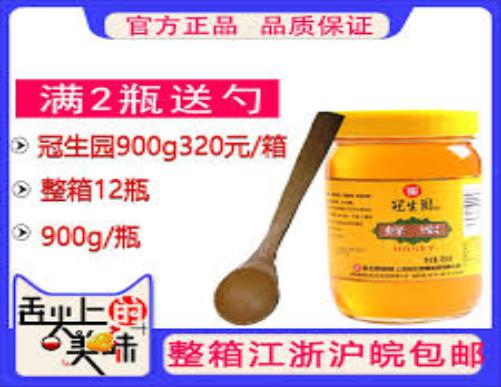 官方正品 品质保证
满2瓶送勺
冠生园900g320元/箱
整箱12瓶
900g/瓶
冠生园
蜂蜜
HONEY
舌尖上的
美味
整箱江浙沪皖包邮